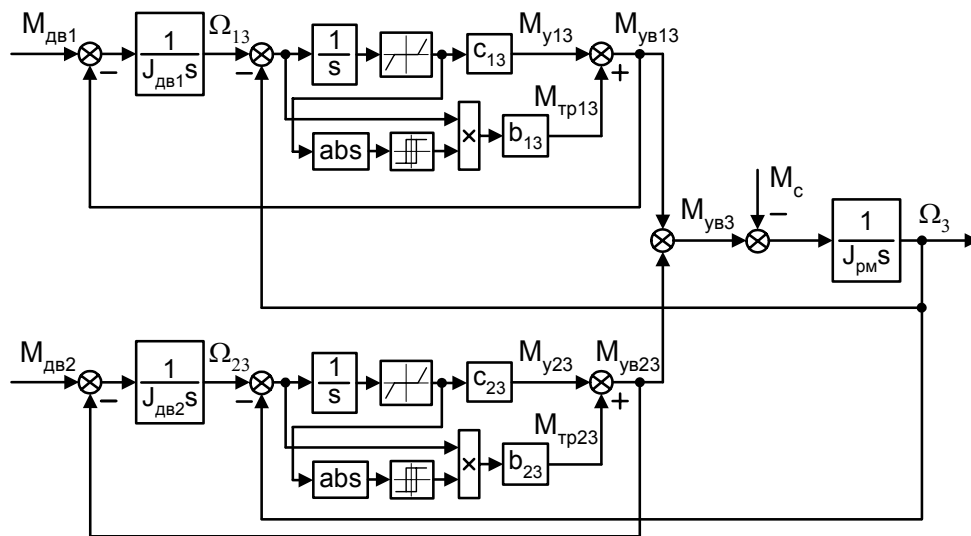 Mдв1
−
1
Jдв1s
Ω13
−
1
s
c13
Mу13
Mув13
+
abs
×
b13
Mтр13
Mс
−
Mув3
1
Jрмs
Ω3
Mдв2
−
1
Jдв2s
Ω23
−
1
s
c23
Mу23
Mув23
+
abs
×
b23
Mтр23